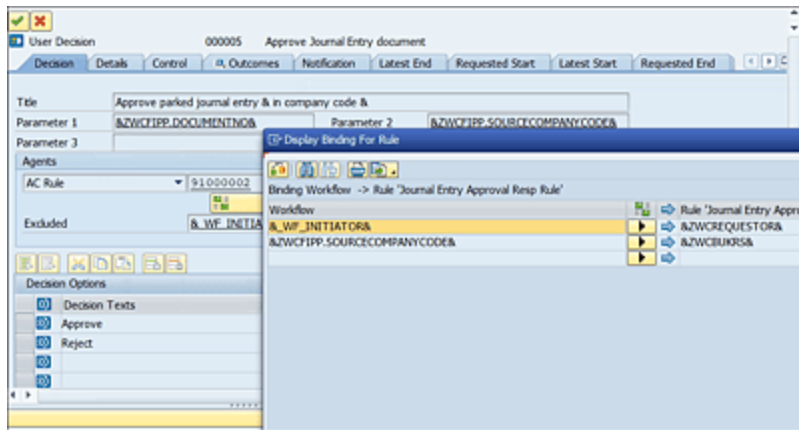 User Decision 000005 Approve Journal Entry document
Decision Details Control Outcomes Notification Latest End Requested Start Latest Start Requested End
Title Approve parked journal entry & in company code &
Parameter 1 &ZWCFIPP.DOCUMENTNO& Parameter 2 &ZWCFIPP.SOURCECOMPANYCODE&
Parameter 3
Display Binding For Rule
Agents
AC Rule 91000002
Binding Workflow -> Rule 'Journal Entry Approval Resp Rule'
Workflow Rule 'Journal Entry Appro
Excluded &_WF_INITIA
&_WF_INITIATOR& &ZWCREQUESTOR&
&ZWCFIPP.SOURCECOMPANYCODE& &ZWCBUKRS&
Decision Options
Decision Texts
Approve
Reject